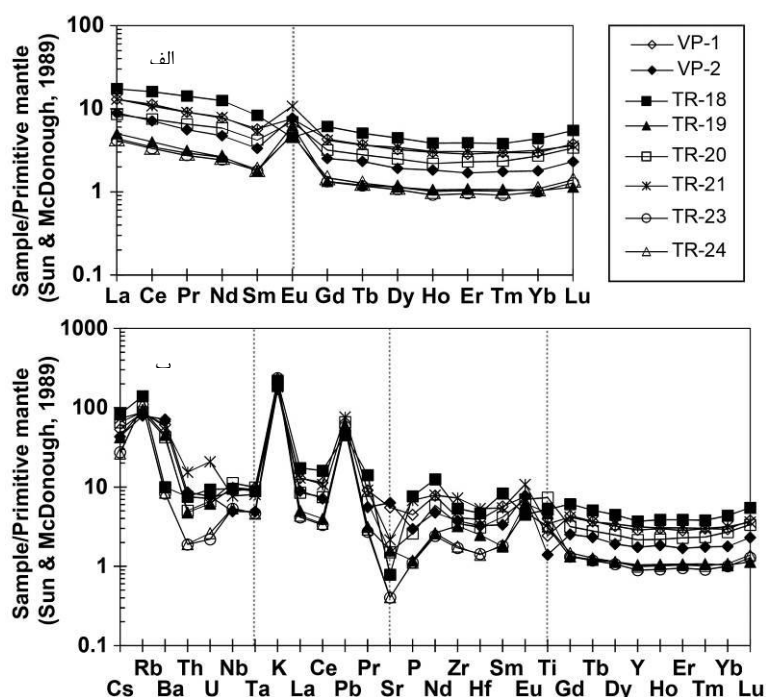 Sample/Primitive mantle
(Sun & McDonough, 1989)
100
10
1
0.1
الف
La Ce Pr Nd Sm Eu Gd Tb Dy Ho Er Tm Yb Lu
VP-1
VP-2
TR-18
TR-19
TR-20
TR-21
TR-23
TR-24
Sample/Primitive mantle
(Sun & McDonough, 1989)
1000
100
10
1
0.1
Rb Th Nb K Ce Pr P Zr Sm Ti Tb Y Er Yb
Cs Ba U Ta La Pb Sr Nd Hf Eu Gd Dy Ho Tm Lu